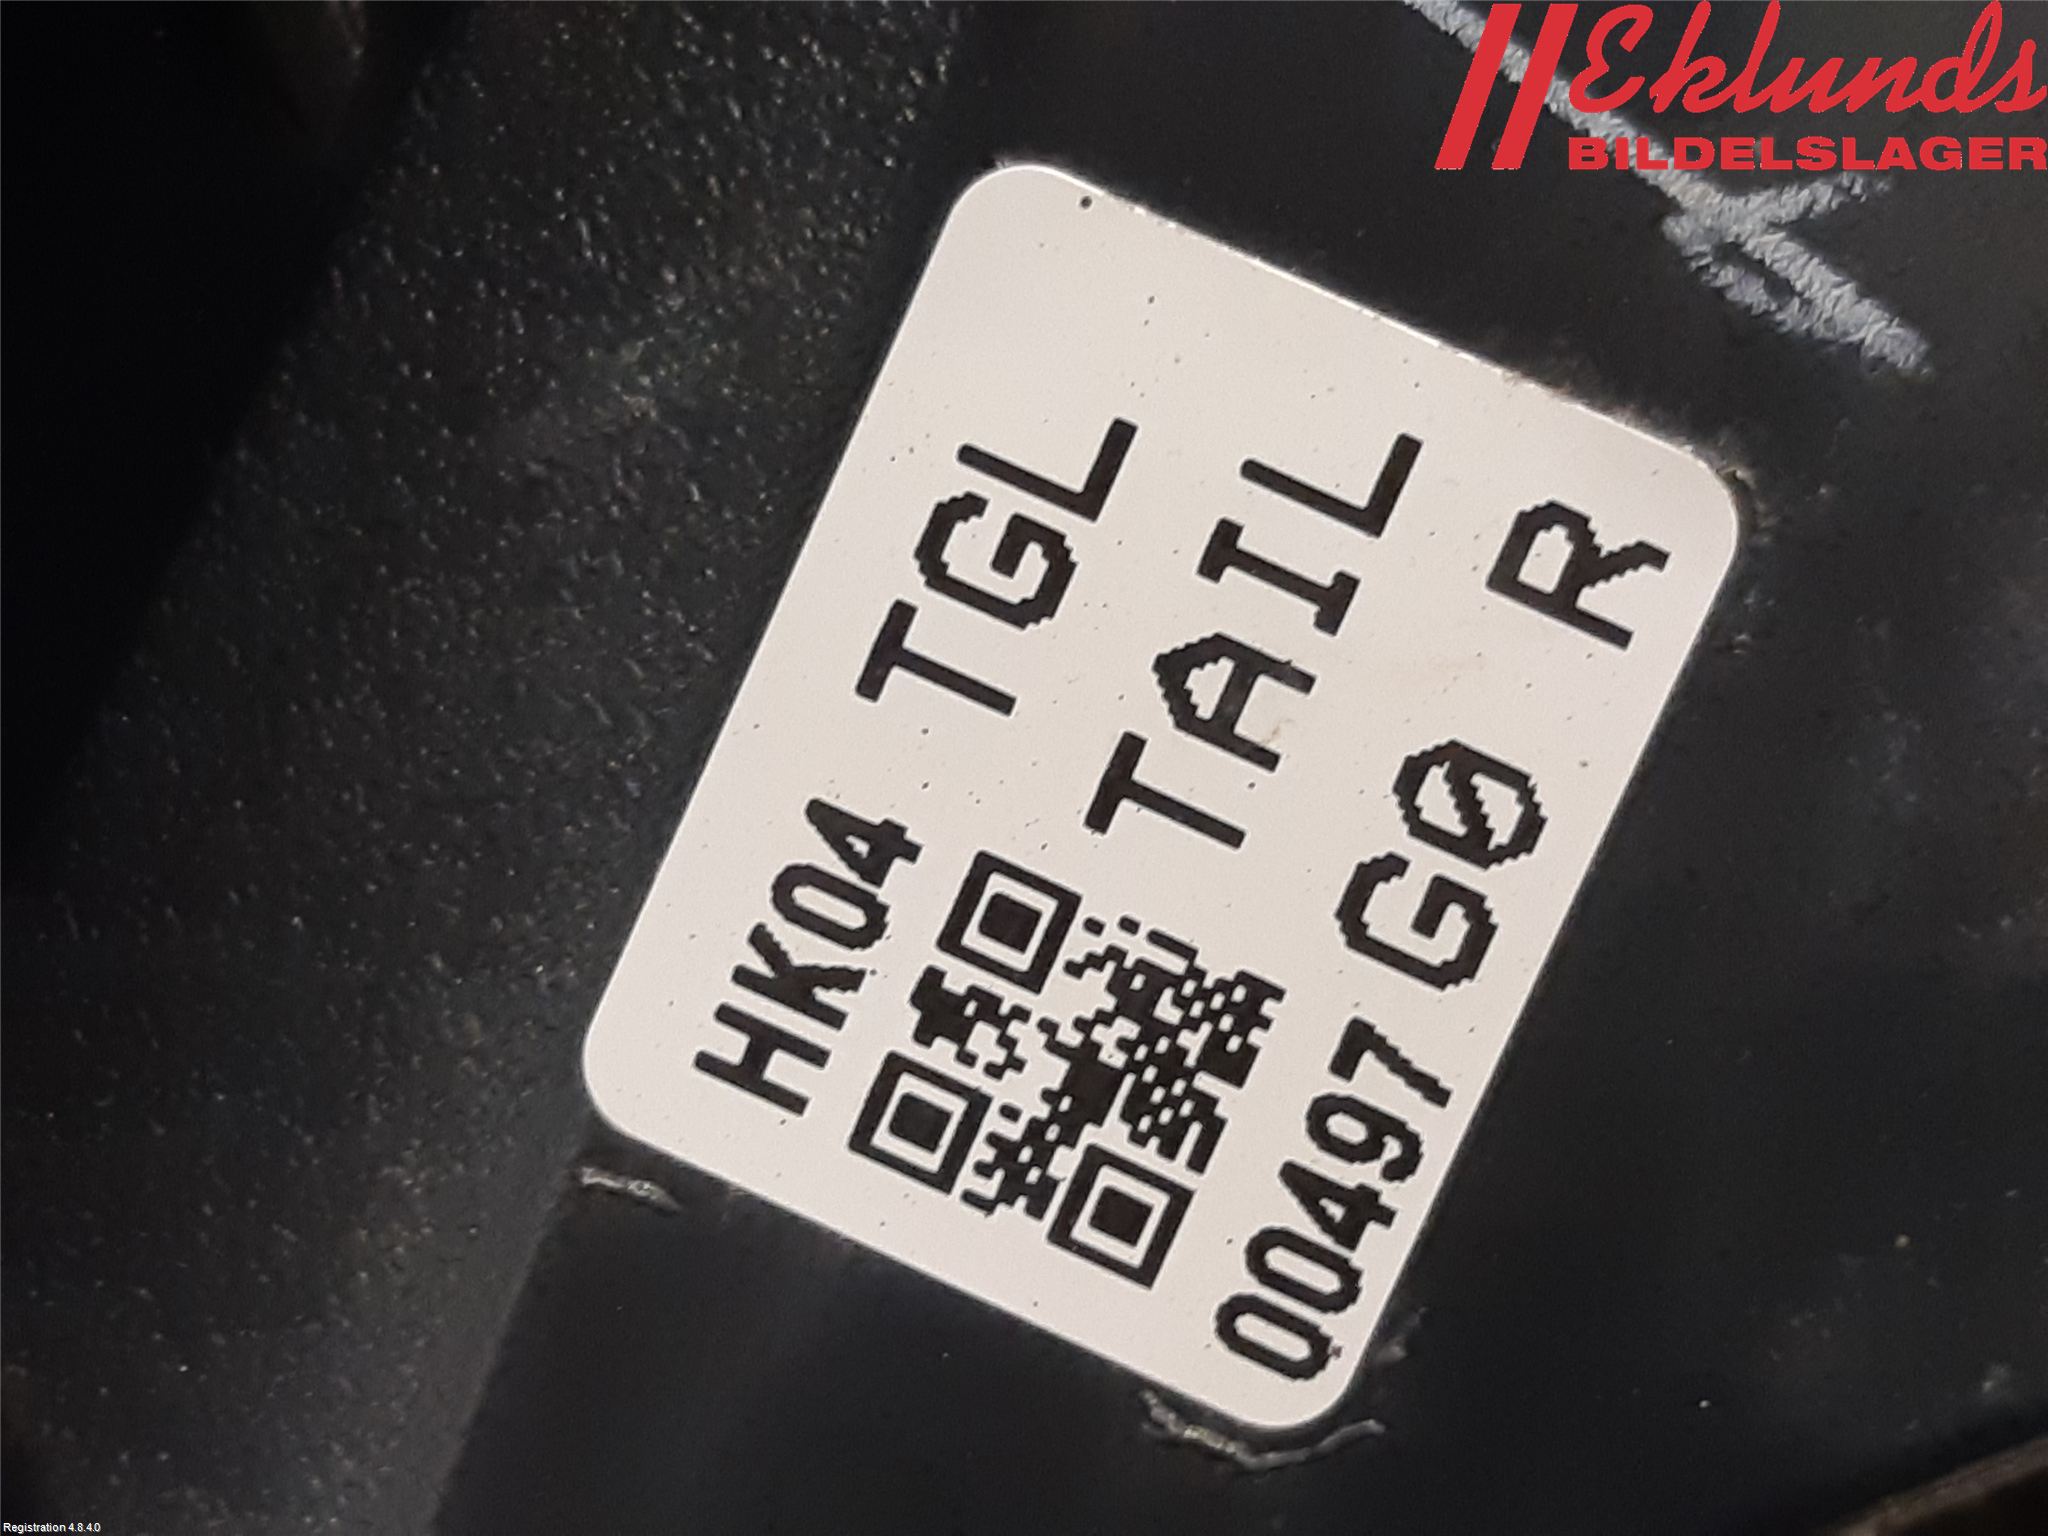 Eklunds
BILDELSLAGER
HK04 TGL
TAIL
00497 G0 R
Registration 4.8.4.0